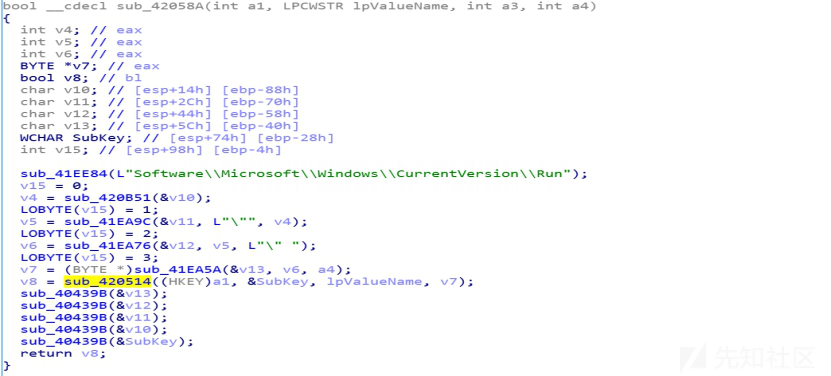 bool __cdecl sub_42058A(int a1, LPCWSTR lpValueName, int a3, int a4)
{
  int v4; // eax
  int v5; // eax
  int v6; // eax
  BYTE *v7; // eax
  bool v8; // bl
  char v10; // [esp+14h] [ebp-88h]
  char v11; // [esp+2Ch] [ebp-70h]
  char v12; // [esp+44h] [ebp-58h]
  char v13; // [esp+5Ch] [ebp-40h]
  WCHAR SubKey; // [esp+74h] [ebp-28h]
  int v15; // [esp+98h] [ebp-4h]

  sub_41EE84(L"Software\\Microsoft\\Windows\\CurrentVersion\\Run");
  v15 = 0;
  v4 = sub_420B51(&v10);
  LOBYTE(v15) = 1;
  v5 = sub_41EA9C(&v11, L"\"", v4);
  LOBYTE(v15) = 2;
  v6 = sub_41EA76(&v12, v5, L"\" ");
  LOBYTE(v15) = 3;
  v7 = (BYTE *)sub_41EA5A(&v13, v6, a4);
  v8 = sub_420514((HKEY)a1, &SubKey, lpValueName, v7);
  sub_40439B(&v13);
  sub_40439B(&v12);
  sub_40439B(&v11);
  sub_40439B(&v10);
  sub_40439B(&SubKey);
  return v8;
}
先知社区